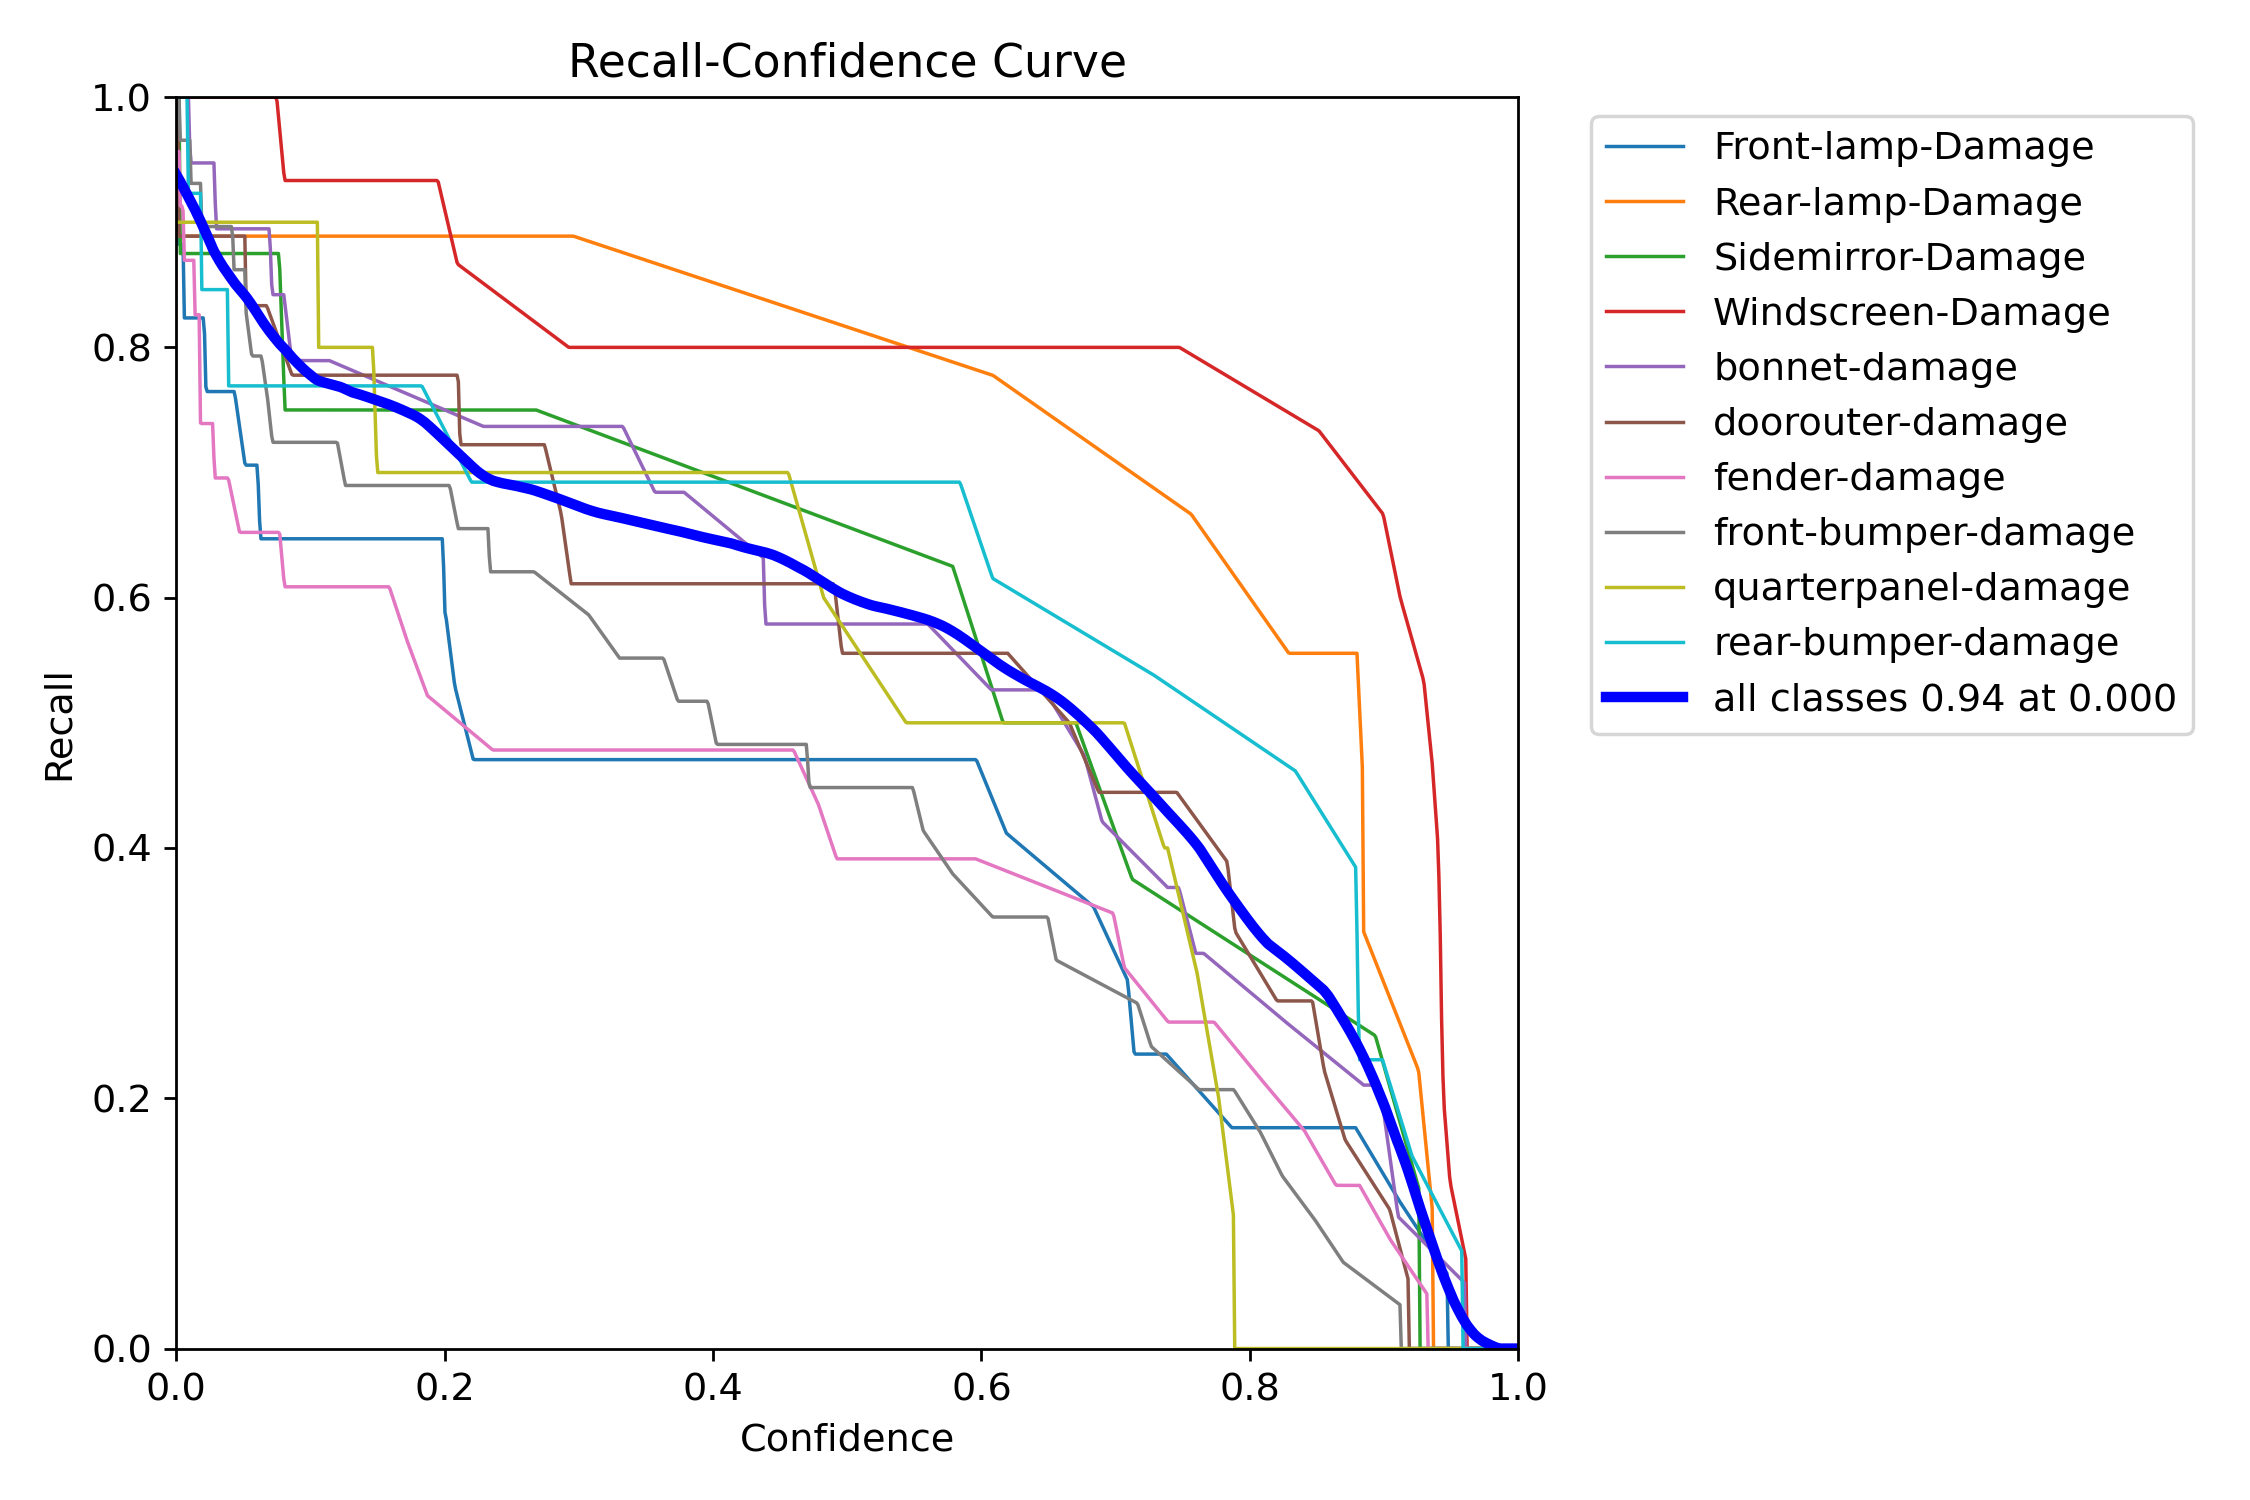 Recall-Confidence Curve
1.0
0.8
0.6
0.4
0.2
0.0
Recall
0.0 0.2 0.4 0.6 0.8 1.0
Confidence
Front-lamp-Damage
Rear-lamp-Damage
Sidemirror-Damage
Windscreen-Damage
bonnet-damage
doorouter-damage
fender-damage
front-bumper-damage
quarterpanel-damage
rear-bumper-damage
all classes 0.94 at 0.000